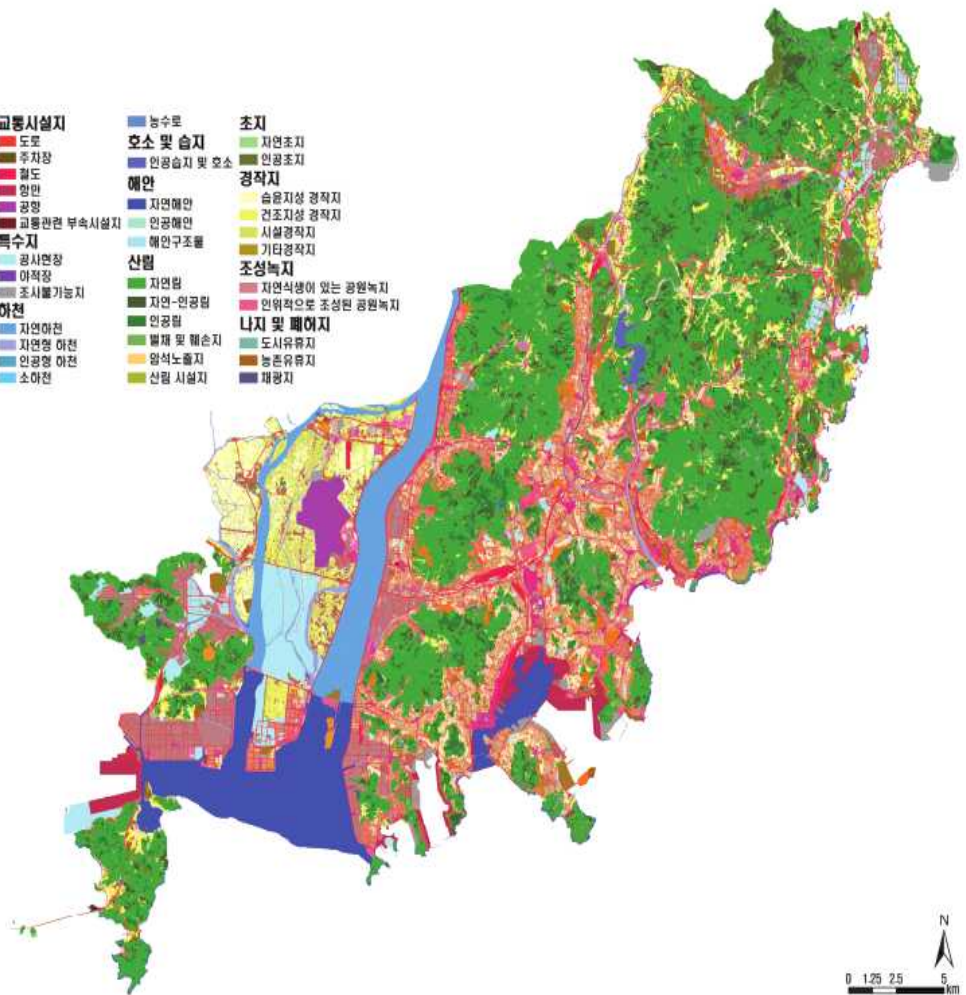 교통시설지
도로
주차장
철도
항만
공항
교통관련 부속시설지
특수지
공사현장
야적장
조사불가능지
하천
자연하천
자연형 하천
인공형 하천
소하천
농수로
호소 및 습지
인공습지 및 호소
해안
자연해안
인공해안
해안구조물
산림
자연림
자연-인공림
인공림
벌채 및 훼손지
암석노출지
산림 시설지
초지
자연초지
인공초지
경작지
습윤지성 경작지
건조지성 경작지
시설경작지
기타경작지
조성녹지
자연식생이 있는 공원녹지
인위적으로 조성된 공원녹지
나지 및 폐허지
도시유휴지
농촌유휴지
채광지
N
0 1.25 2.5 5
km